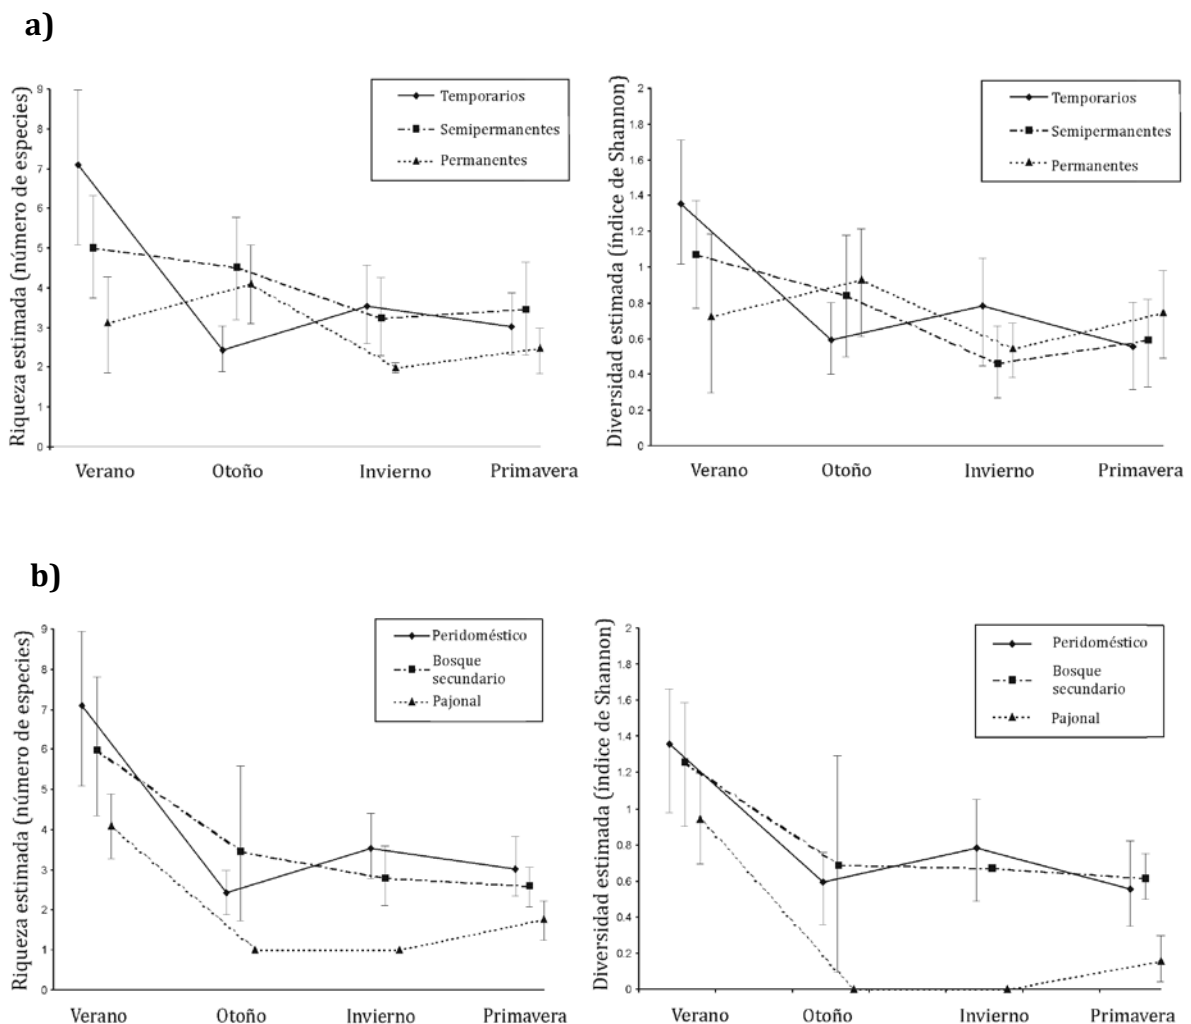 a)
Riqueza estimada (número de especies)
9
8
7
6
5
4
3
2
1
0
Temporarios
Semipermanentes
Permanentes
Verano Otoño Invierno Primavera
Diversidad estimada (índice de Shannon)
2
1.8
1.6
1.4
1.2
1
0.8
0.6
0.4
0.2
0
Temporarios
Semipermanentes
Permanentes
Verano Otoño Invierno Primavera
b)
Riqueza estimada (número de especies)
9
8
7
6
5
4
3
2
1
0
Peridoméstico
Bosque
secundario
Pajonal
Verano Otoño Invierno Primavera
Diversidad estimada (índice de Shannon)
2
1.8
1.6
1.4
1.2
1
0.8
0.6
0.4
0.2
0
Peridoméstico
Bosque
secundario
Pajonal
Verano Otoño Invierno Primavera